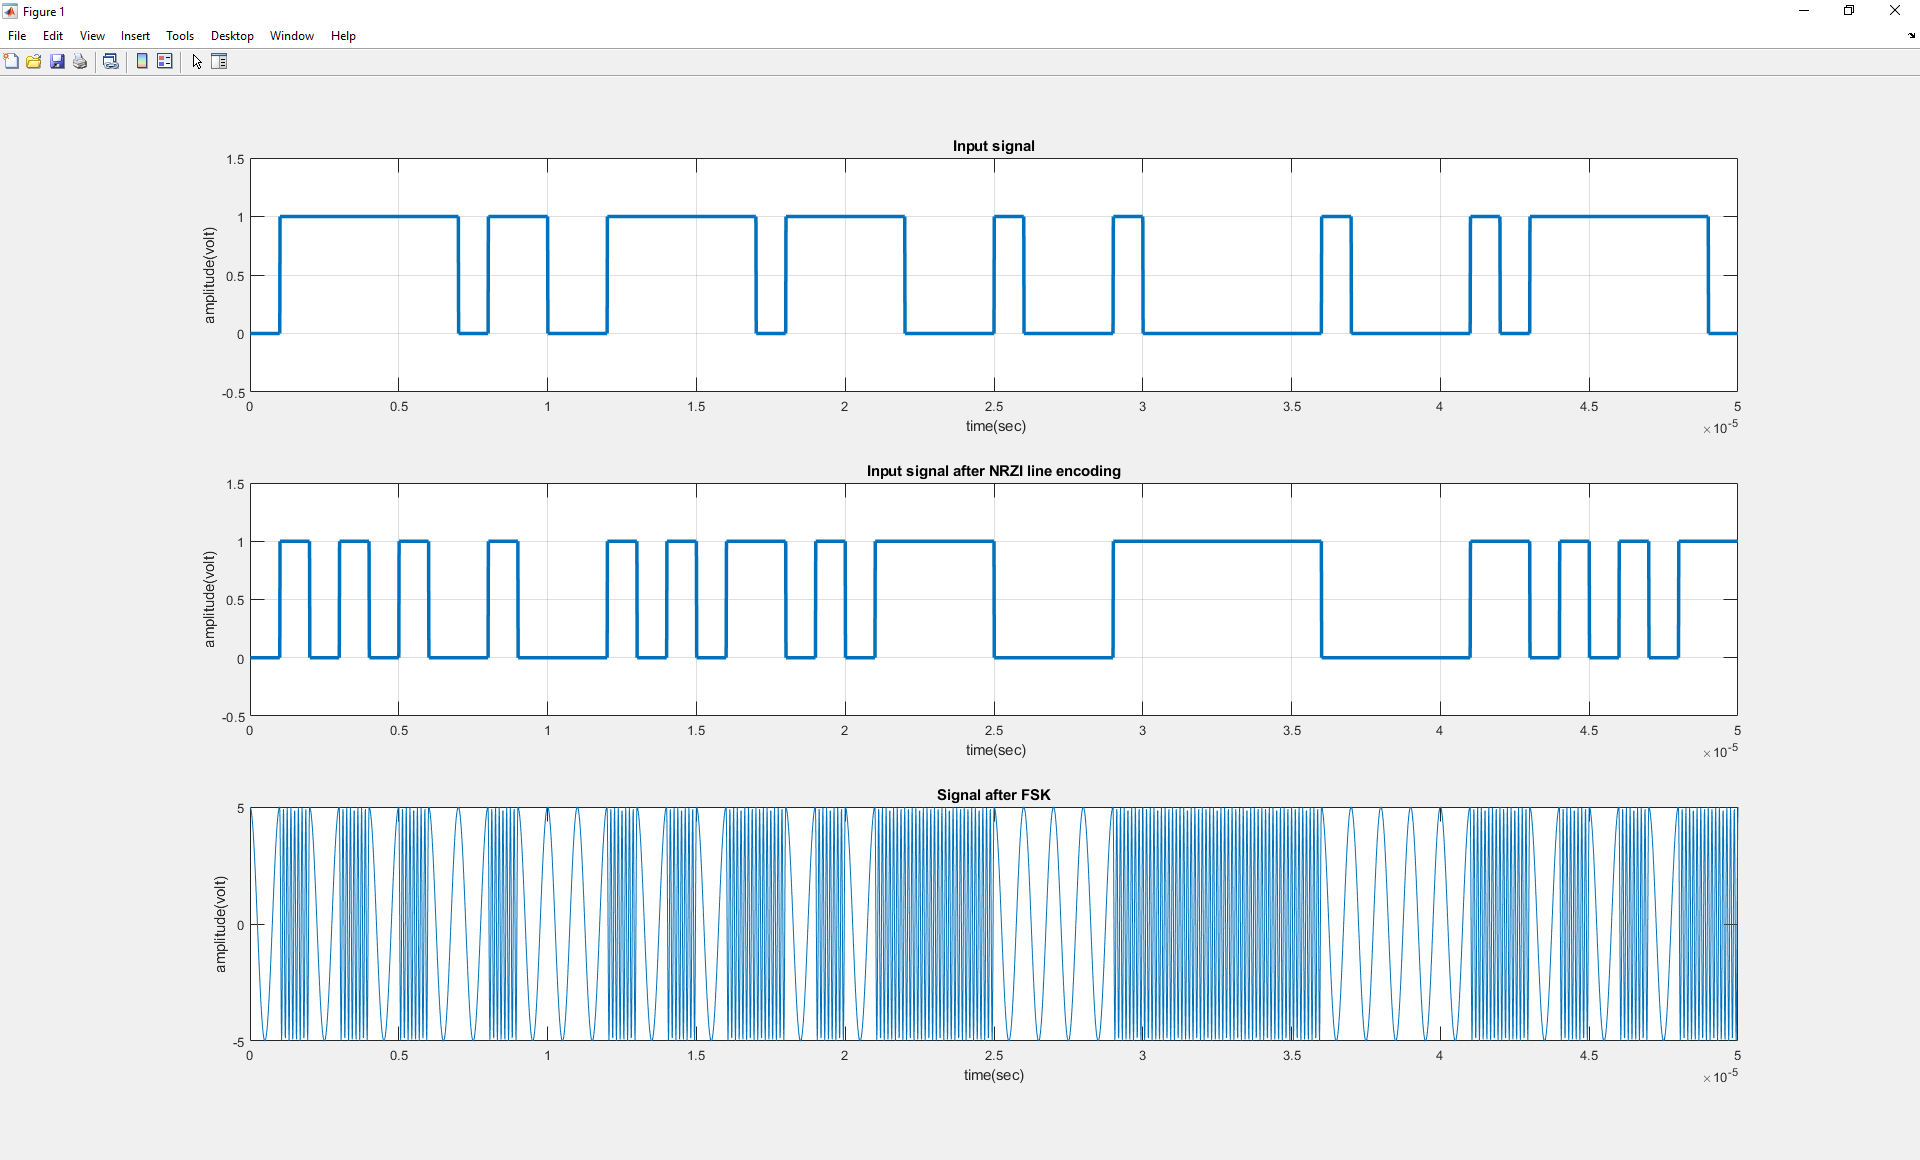 Figure 1
File Edit View Insert Tools Desktop Window Help
Input signal
1.5
1
0.5
0
-0.5
amplitude(volt)
0 0.5 1 1.5 2 2.5 3 3.5 4 4.5 5
time(sec)
×10-5
Input signal after NRZI line encoding
1.5
1
0.5
0
-0.5
amplitude(volt)
0 0.5 1 1.5 2 2.5 3 3.5 4 4.5 5
time(sec)
×10-5
Signal after FSK
5
0
-5
amplitude(volt)
0 0.5 1 1.5 2 2.5 3 3.5 4 4.5 5
time(sec)
×10-5